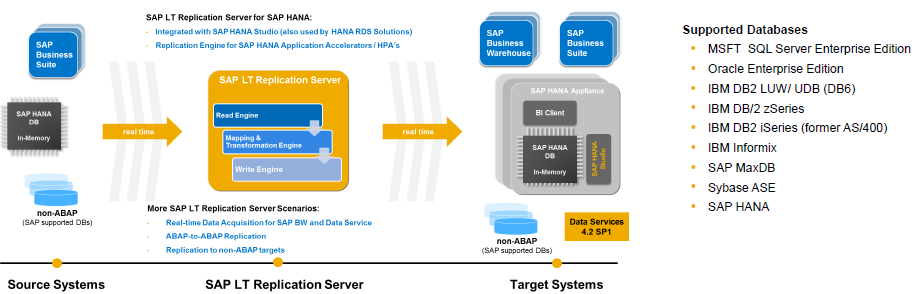 SAP LT Replication Server for SAP HANA:
- Integrated with SAP HANA Studio (also used by HANA RDS Solutions)
- Replication Engine for SAP HANA Application Accelerators / HPA's
SAP
Business
Suite
SAP HANA
DB
In-Memory
non-ABAP
(SAP supported DBs)
real time
SAP LT Replication Server
Read Engine
Mapping &
Transformation Engine
Write Engine
real time
More SAP LT Replication Server Scenarios:
- Real-time Data Acquisition for SAP BW and Data Service
- ABAP-to-ABAP Replication
- Replication to non-ABAP targets
SAP
Business
Warehouse
SAP
Business
Suite
SAP HANA Appliance
BI Client
SAP HANA
DB
In-Memory
SAP HANA
Studio
non-ABAP
(SAP supported DBs)
Data Services
4.2 SP1
Source Systems
SAP LT Replication Server
Target Systems
Supported Databases
• MSFT SQL Server Enterprise Edition
• Oracle Enterprise Edition
• IBM DB2 LUW/ UDB (DB6)
• IBM DB/2 zSeries
• IBM DB2 iSeries (former AS/400)
• IBM Informix
• SAP MaxDB
• Sybase ASE
• SAP HANA